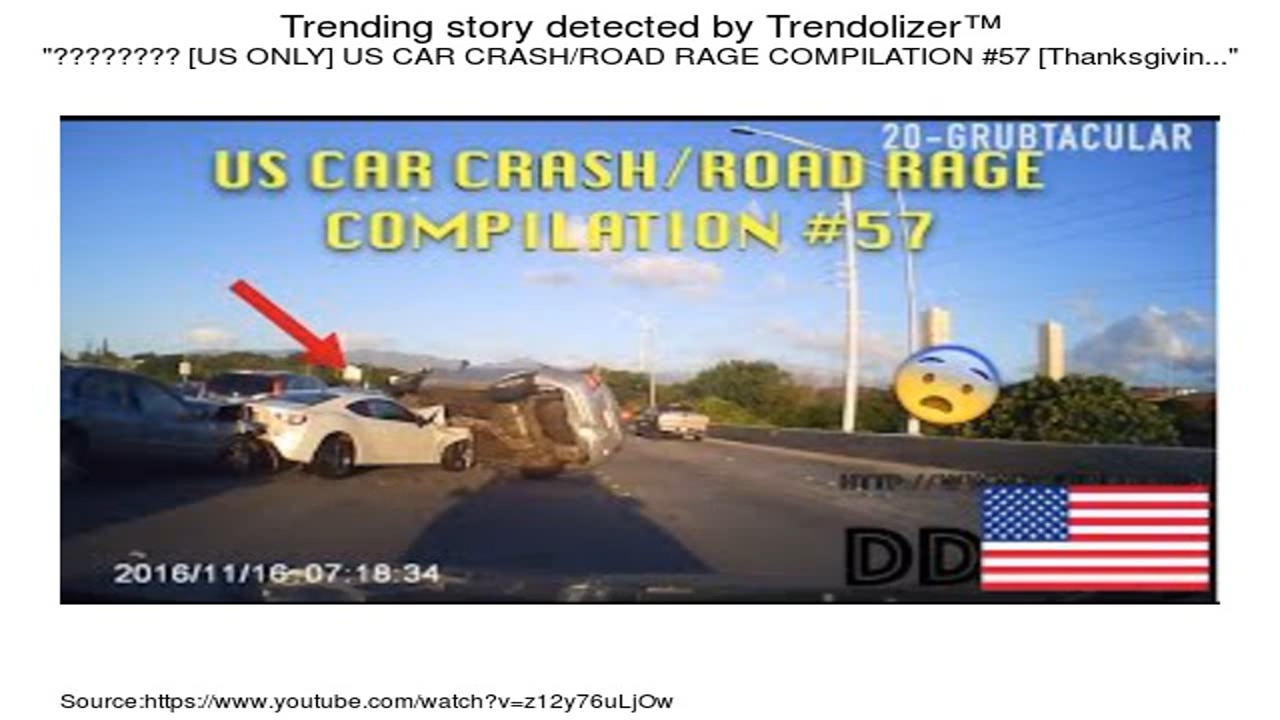 Trending story detected by Trendolizer™
"???????? [US ONLY] US CAR CRASH/ROAD RAGE COMPILATION #57 [Thanksgivin..."
20-GRUBTACULAR
US CAR CRASH/ROAD RAGE
COMPILATION #57
HTTP://
DD
2016/11/16-07:18:34
Source:https://www.youtube.com/watch?v=z12y76uLjOw